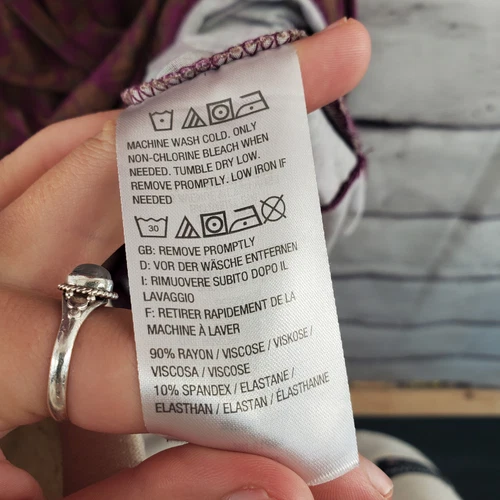 MACHINE WASH COLD. ONLY
NON-CHLORINE BLEACH WHEN
NEEDED. TUMBLE DRY LOW.
REMOVE PROMPTLY. LOW IRON IF
NEEDED
30
GB: REMOVE PROMPTLY
D: VOR DER WÄSCHE ENTFERNEN
I: RIMUOVERE SUBITO DOPO IL
LAVAGGIO
F: RETIRER RAPIDEMENT DE LA
MACHINE À LAVER
90% RAYON / VISCOSE / VISKOSE /
VISCOSA / VISCOSE
10% SPANDEX / ELASTANE /
ELASTHAN / ELASTAN / ÉLASTHANNE